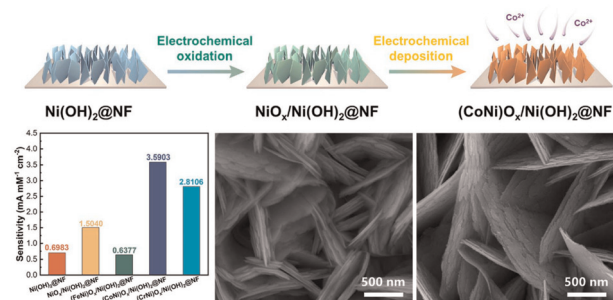 Co²⁺ Co²⁺
Electrochemical
oxidation
Electrochemical
deposition
Ni(OH)₂@NF
NiOₓ/Ni(OH)₂@NF
(CoNi)Oₓ/Ni(OH)₂@NF
Sensitivity (mA mM⁻¹ cm⁻²)
4.5
4.0
3.5
3.0
2.5
2.0
1.5
1.0
0.5
0.0
0.6983
1.5048
0.6377
3.5903
2.8106
Ni(OH)₂@NF
NiOₓ/Ni(OH)₂@NF
(FeNi)Oₓ/Ni(OH)₂@NF
(CoNi)Oₓ/Ni(OH)₂@NF
(CrNi)Oₓ/Ni(OH)₂@NF
500 nm
500 nm